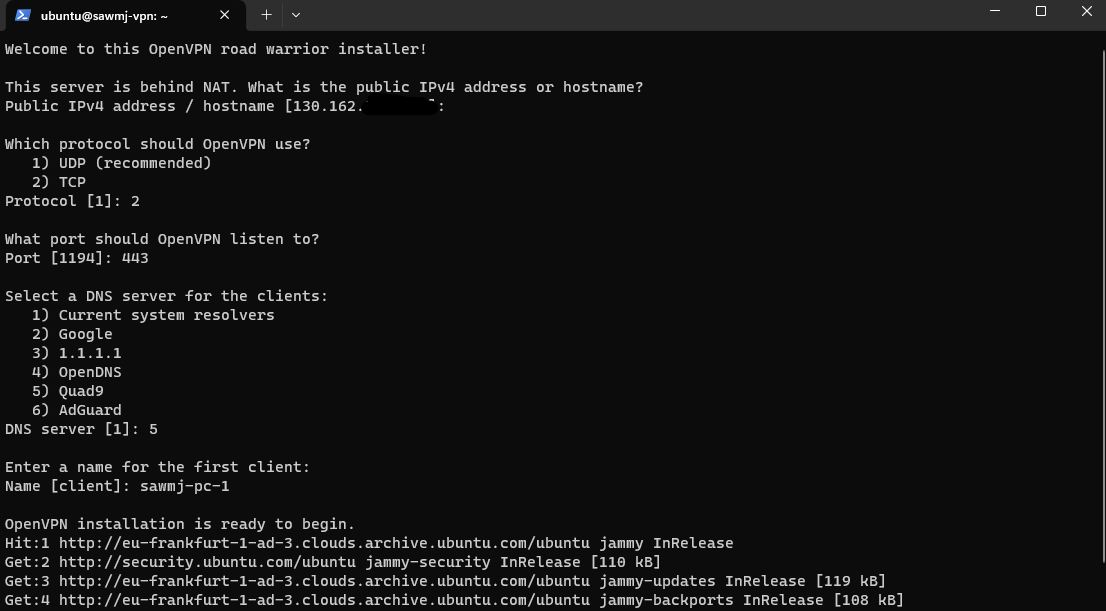 ubuntu@sawmj-vpn: ~
Welcome to this OpenVPN road warrior installer!
This server is behind NAT. What is the public IPv4 address or hostname?
Public IPv4 address / hostname [130.162. ]:
Which protocol should OpenVPN use?
1) UDP (recommended)
2) TCP
Protocol [1]: 2
What port should OpenVPN listen to?
Port [1194]: 443
Select a DNS server for the clients:
1) Current system resolvers
2) Google
3) 1.1.1.1
4) OpenDNS
5) Quad9
6) AdGuard
DNS server [1]: 5
Enter a name for the first client:
Name [client]: sawmj-pc-1
OpenVPN installation is ready to begin.
Hit:1 http://eu-frankfurt-1-ad-3.clouds.archive.ubuntu.com/ubuntu jammy InRelease
Get:2 http://security.ubuntu.com/ubuntu jammy-security InRelease [110 kB]
Get:3 http://eu-frankfurt-1-ad-3.clouds.archive.ubuntu.com/ubuntu jammy-updates InRelease [119 kB]
Get:4 http://eu-frankfurt-1-ad-3.clouds.archive.ubuntu.com/ubuntu jammy-backports InRelease [108 kB]